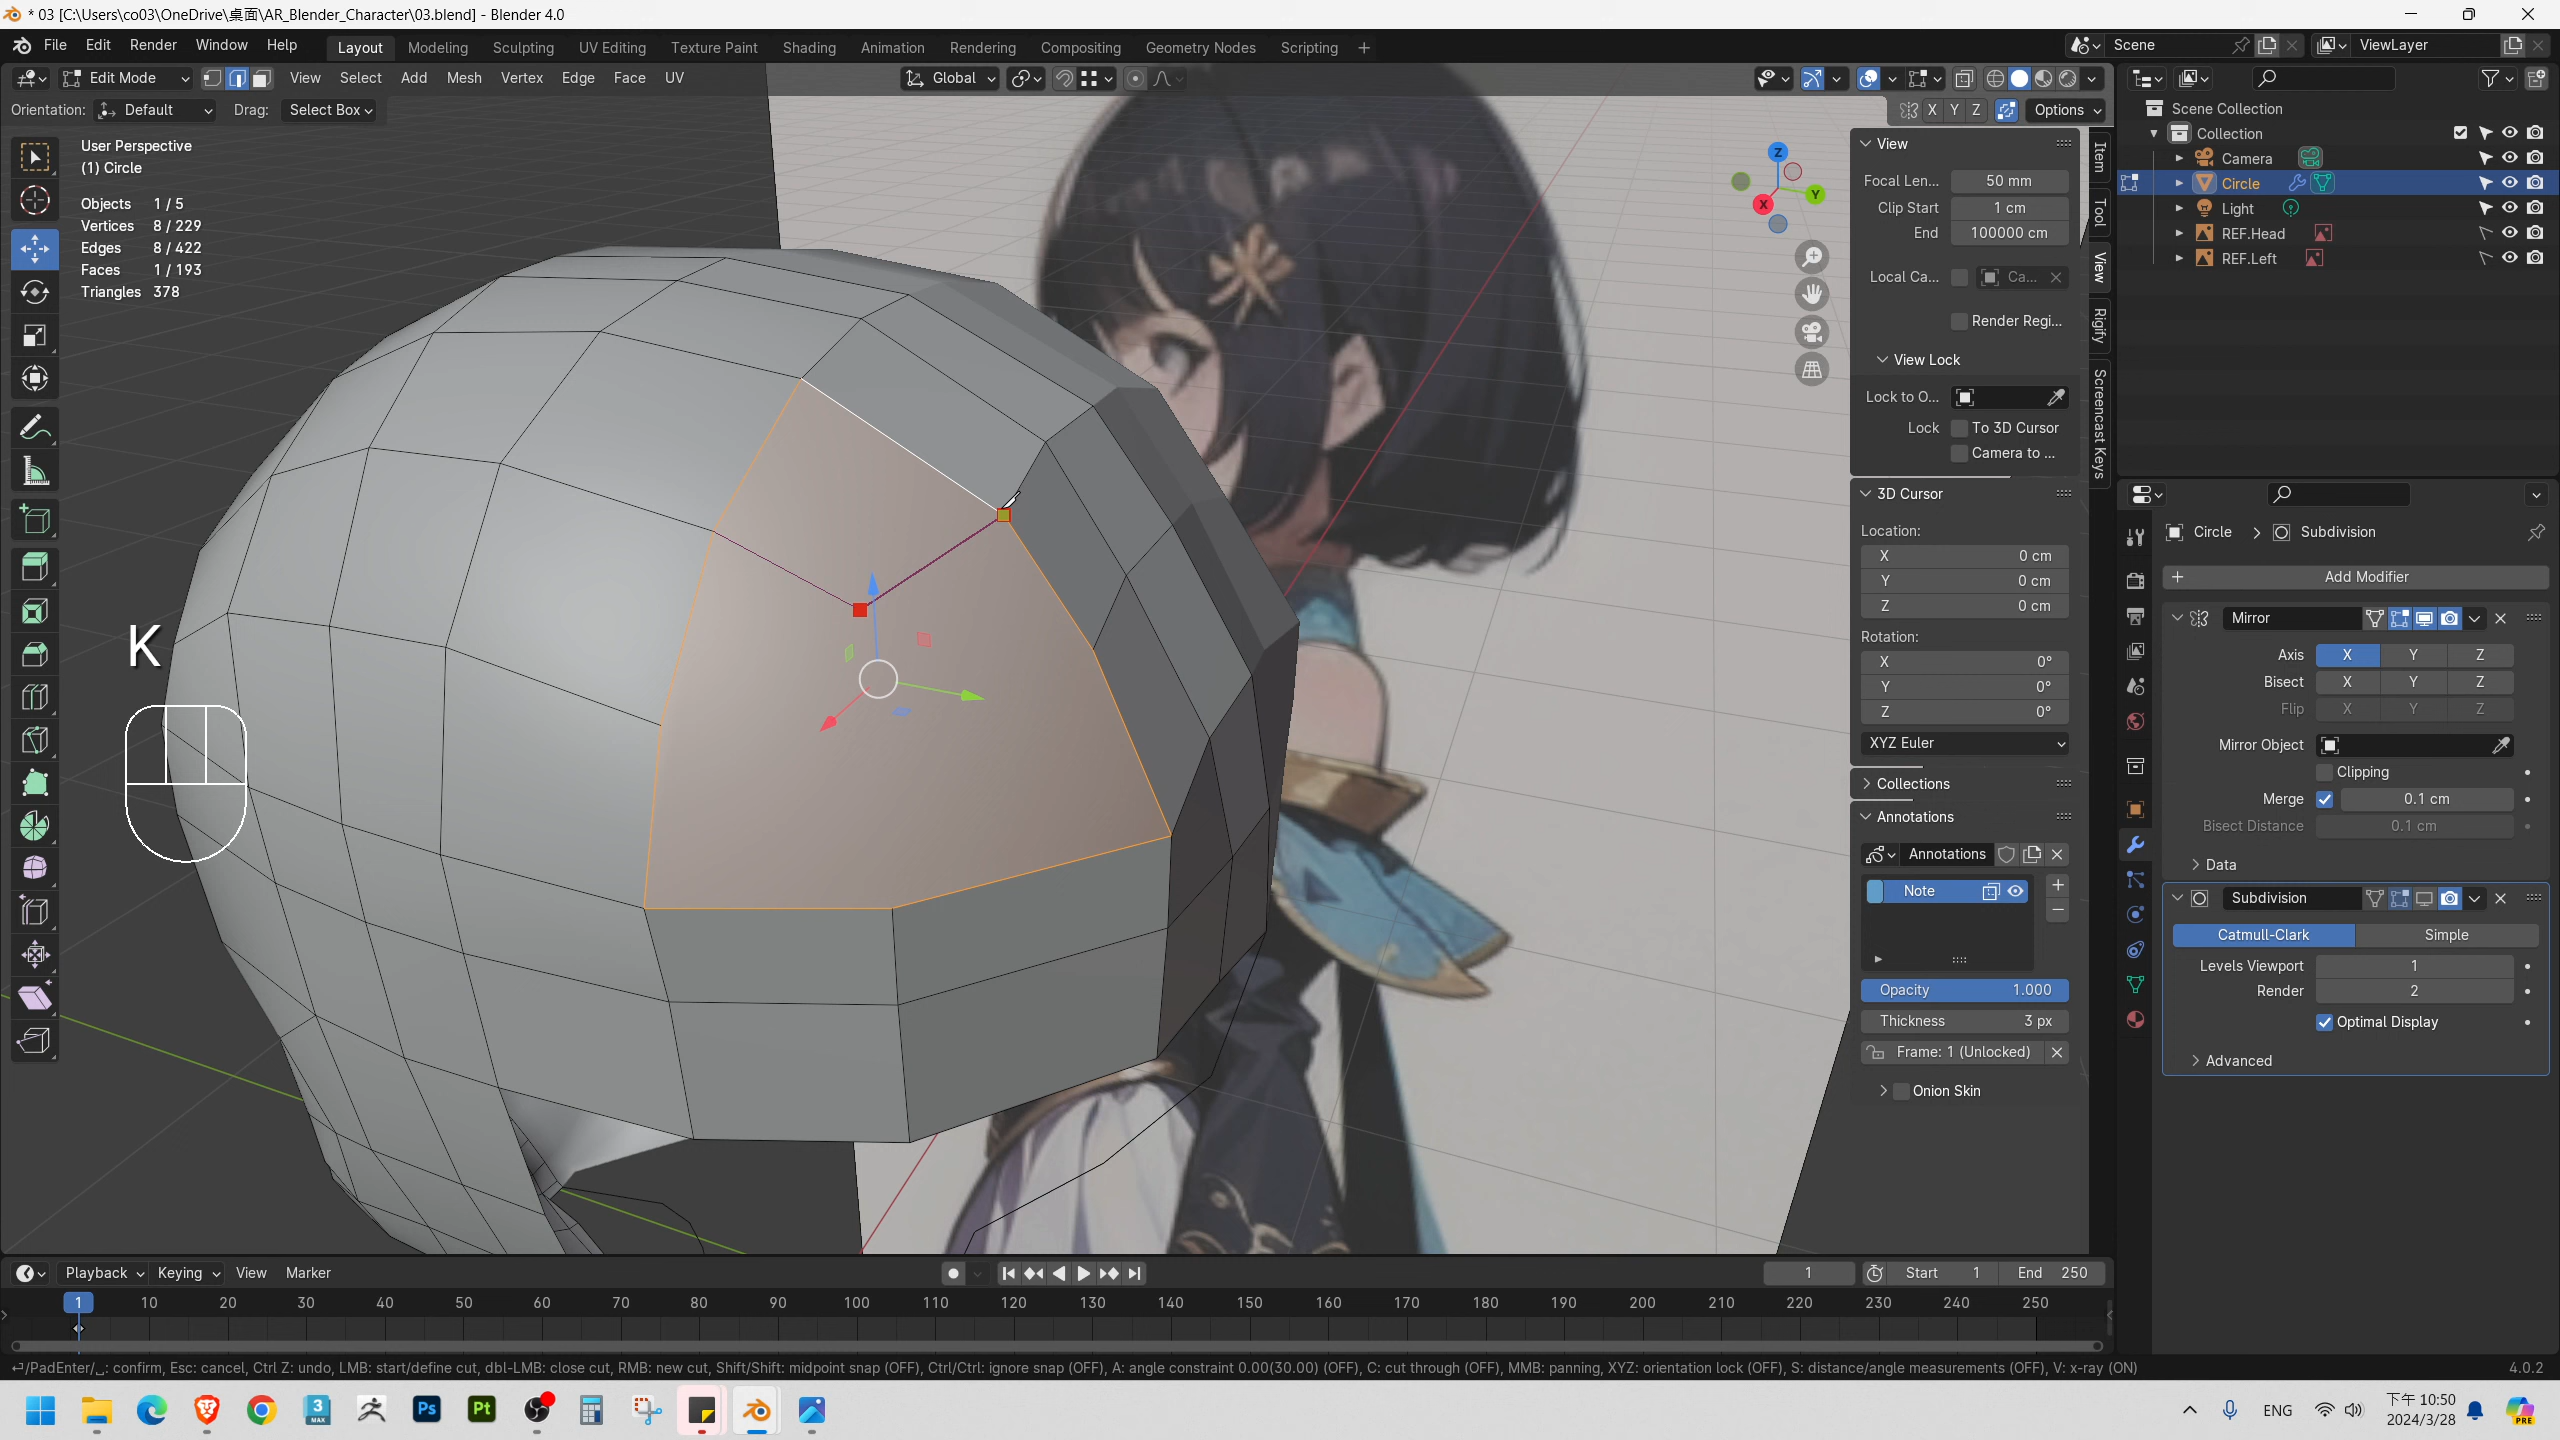 * 03 [C:\Users\co03\OneDrive\桌面\AR_Blender_Character\03.blend] - Blender 4.0
File Edit Render Window Help Layout Modeling Sculpting UV Editing Texture Paint Shading Animation Rendering Compositing Geometry Nodes Scripting + Scene ViewLayer
Edit Mode View Select Add Mesh Vertex Edge Face UV Global
Orientation: Default Drag: Select Box X Y Z Options
User Perspective
(1) Circle
Objects 1 / 5
Vertices 8 / 229
Edges 8 / 422
Faces 1 / 193
Triangles 378
K
Z
Y
X
View
Focal Len... 50 mm
Clip Start 1 cm
End 100000 cm
Local Ca... Ca...
Render Regi...
View Lock
Lock to O...
Lock To 3D Cursor
Camera to ...
3D Cursor
Location:
X 0 cm
Y 0 cm
Z 0 cm
Rotation:
X 0°
Y 0°
Z 0°
XYZ Euler
Collections
Annotations
Annotations
Note
Opacity 1.000
Thickness 3 px
Frame: 1 (Unlocked)
Onion Skin
Item
Tool
View
Rigify
Screencast Keys
Scene Collection
Collection
Camera
Circle
Light
REF.Head
REF.Left
Circle > Subdivision
+ Add Modifier
Mirror
Axis X Y Z
Bisect X Y Z
Flip X Y Z
Mirror Object
Clipping
Merge 0.1 cm
Bisect Distance 0.1 cm
Data
Subdivision
Catmull-Clark Simple
Levels Viewport 1
Render 2
Optimal Display
Advanced
Playback Keying View Marker 1 Start 1 End 250
1 10 20 30 40 50 60 70 80 90 100 110 120 130 140 150 160 170 180 190 200 210 220 230 240 250
⏎/PadEnter/␣: confirm, Esc: cancel, Ctrl Z: undo, LMB: start/define cut, dbl-LMB: close cut, RMB: new cut, Shift/Shift: midpoint snap (OFF), Ctrl/Ctrl: ignore snap (OFF), A: angle constraint 0.00(30.00) (OFF), C: cut through (OFF), MMB: panning, XYZ: orientation lock (OFF), S: distance/angle measurements (OFF), V: x-ray (ON) 4.0.2
3
MAX
Ps
Pt
ENG
下午 10:50
2024/3/28
PRE